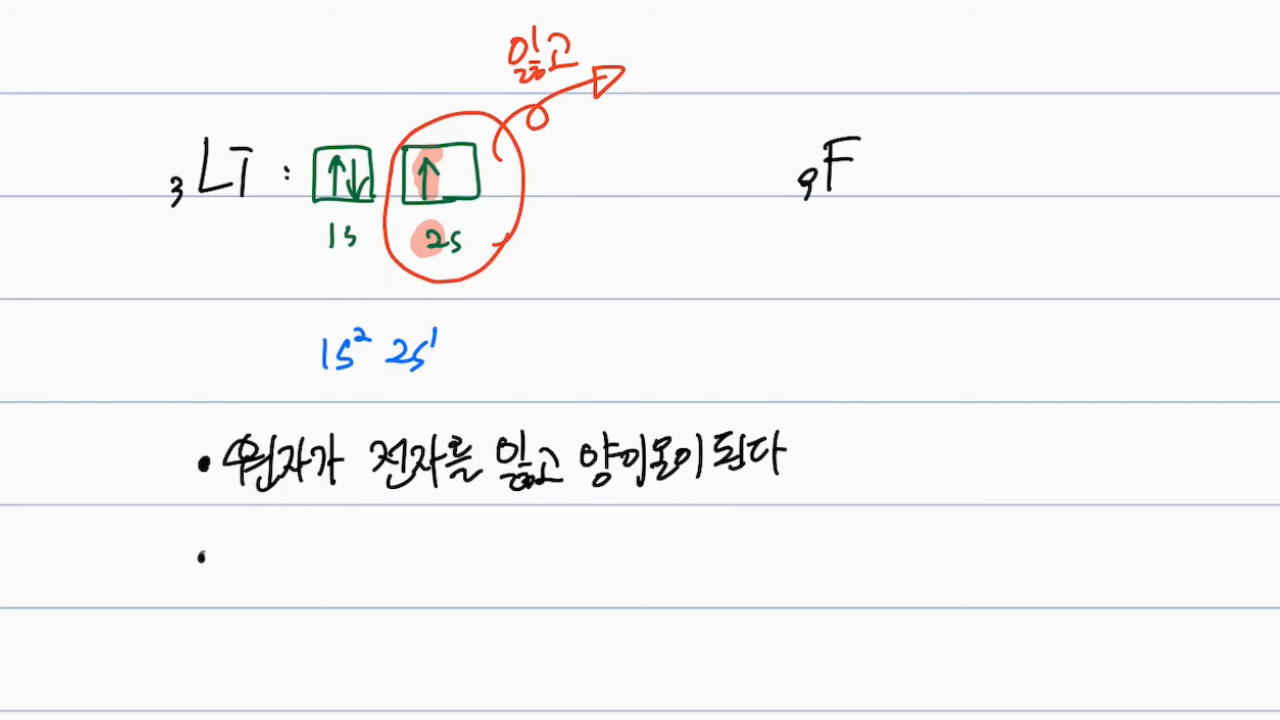 잃고
₃Li : ↑↓ ↑ ₉F
1s 2s
1s² 2s¹
• 원자가 전자를 잃고 양이온이 된다
•